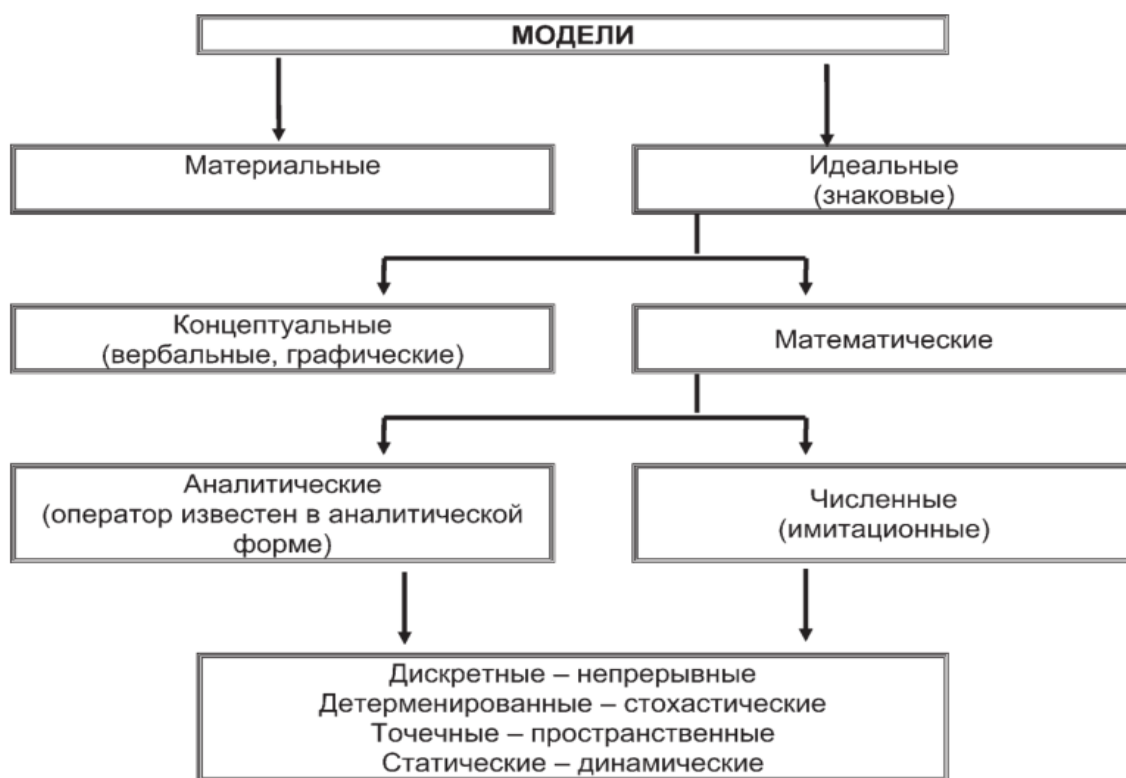 МОДЕЛИ
Материальные
Идеальные
(знаковые)
Концептуальные
(вербальные, графические)
Математические
Аналитические
(оператор известен в аналитической
форме)
Численные
(имитационные)
Дискретные – непрерывные
Детерменированные – стохастические
Точечные – пространственные
Статические – динамические